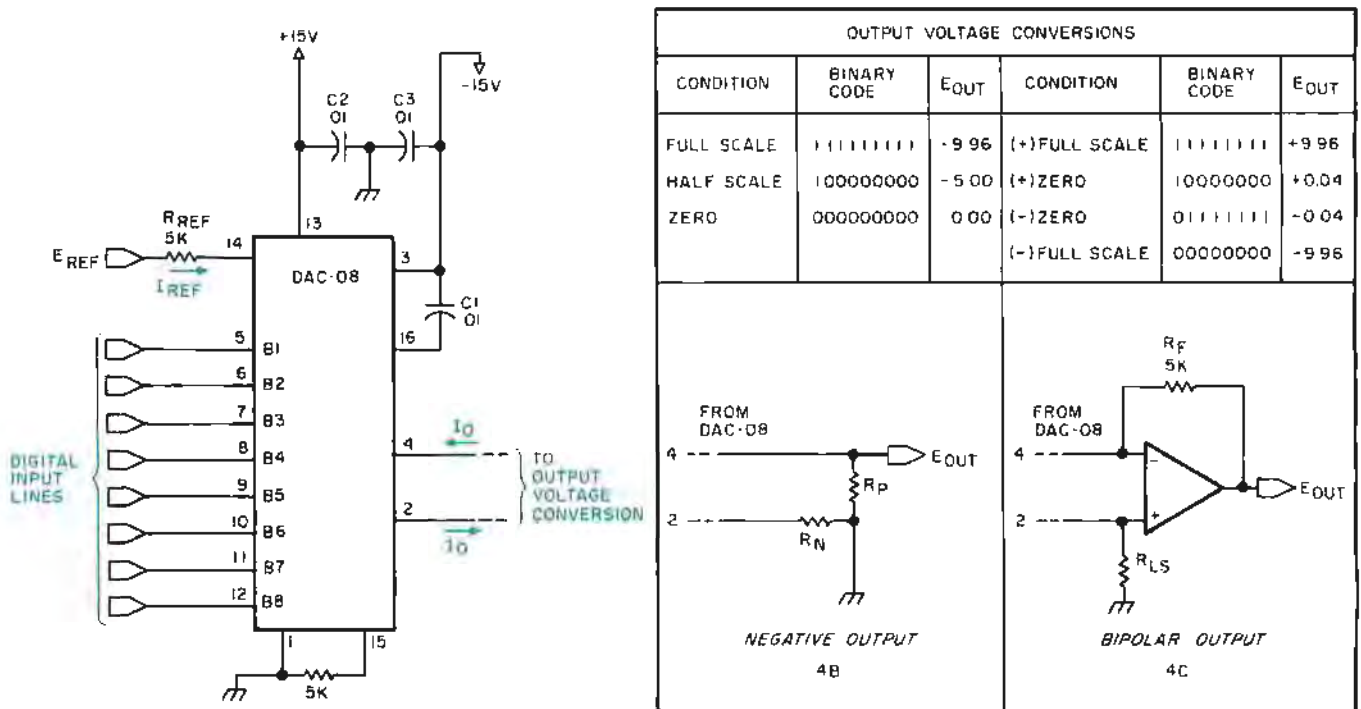 +15V
-15V
C2
01
C3
01
RREF
5K
EREF
IREF
14
13
3
DAC-08
C1
01
16
5
B1
6
B2
7
B3
8
B4
9
B5
10
B6
11
B7
12
B8
DIGITAL
INPUT
LINES
4
IO
2
IO
TO
OUTPUT
VOLTAGE
CONVERSION
1
15
5K
OUTPUT VOLTAGE CONVERSIONS
CONDITION BINARY CODE EOUT CONDITION BINARY CODE EOUT
FULL SCALE 111111111 -9.96 (+)FULL SCALE 11111111 +9.96
HALF SCALE 100000000 -5.00 (+)ZERO 10000000 +0.04
ZERO 000000000 0.00 (-)ZERO 01111111 -0.04
(-)FULL SCALE 00000000 -9.96
FROM
DAC-08
4
EOUT
RP
2
RN
NEGATIVE OUTPUT
4B
RF
5K
FROM
DAC-08
4
-
EOUT
2
+
RLS
BIPOLAR OUTPUT
4C